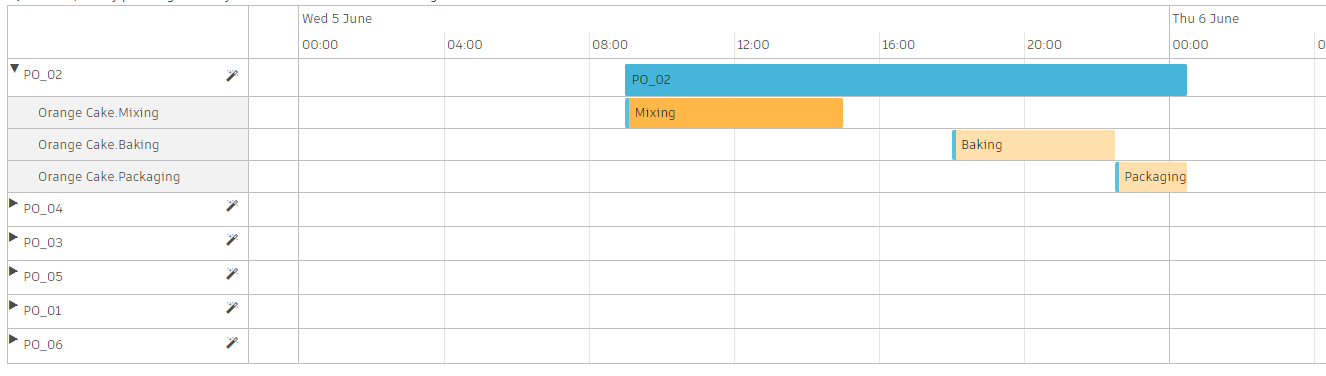 Wed 5 June Thu 6 June
00:00 04:00 08:00 12:00 16:00 20:00 00:00
PO_02 PO_02
Orange Cake.Mixing Mixing
Orange Cake.Baking Baking
Orange Cake.Packaging Packaging
PO_04
PO_03
PO_05
PO_01
PO_06